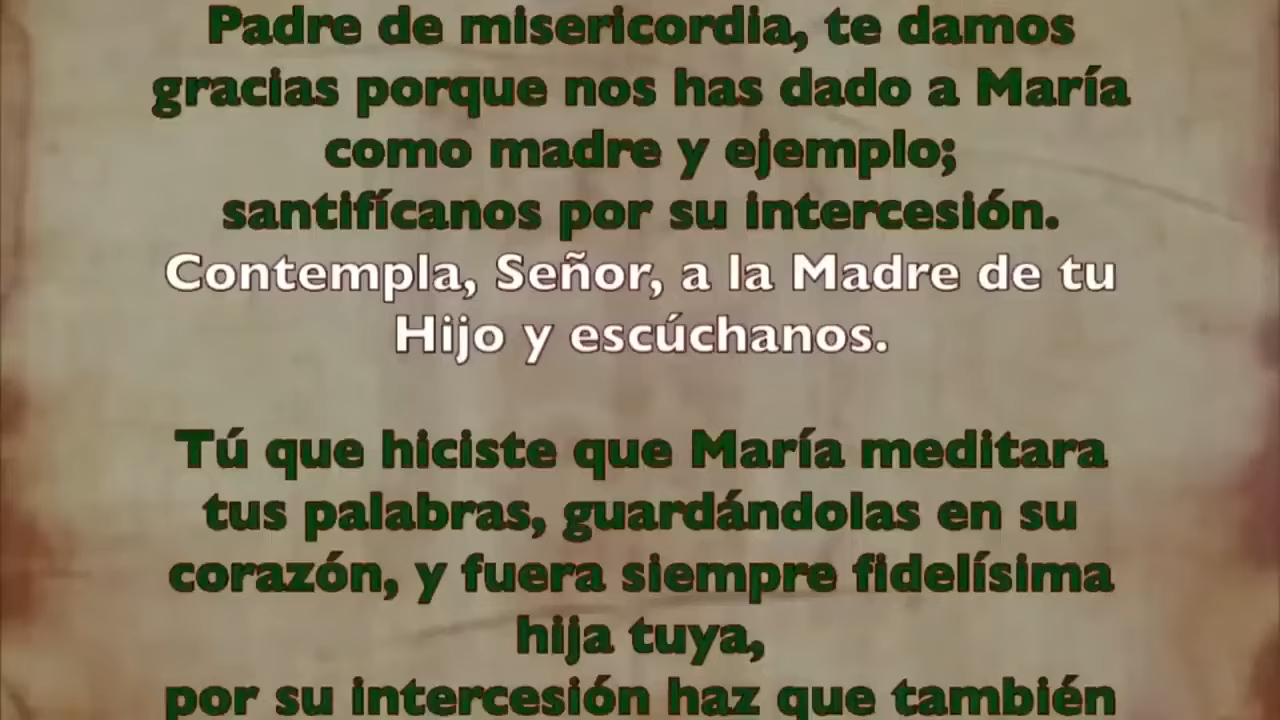 Padre de misericordia, te damos
gracias porque nos has dado a María
como madre y ejemplo;
santifícanos por su intercesión.
Contempla, Señor, a la Madre de tu
Hijo y escúchanos.
Tú que hiciste que María meditara
tus palabras, guardándolas en su
corazón, y fuera siempre fidelísima
hija tuya,
por su intercesión haz que también